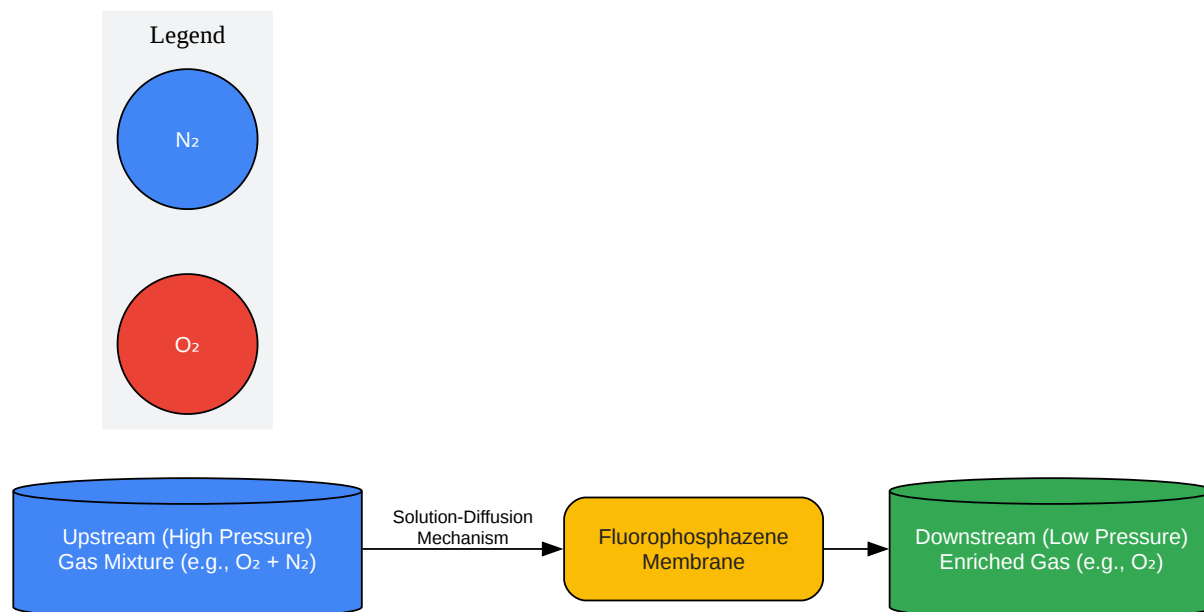 Legend
N₂
O₂
Upstream (High Pressure)
Gas Mixture (e.g., O₂ + N₂)
Solution-Diffusion
Mechanism
Fluorophosphazene
Membrane
Downstream (Low Pressure)
Enriched Gas (e.g., O₂)